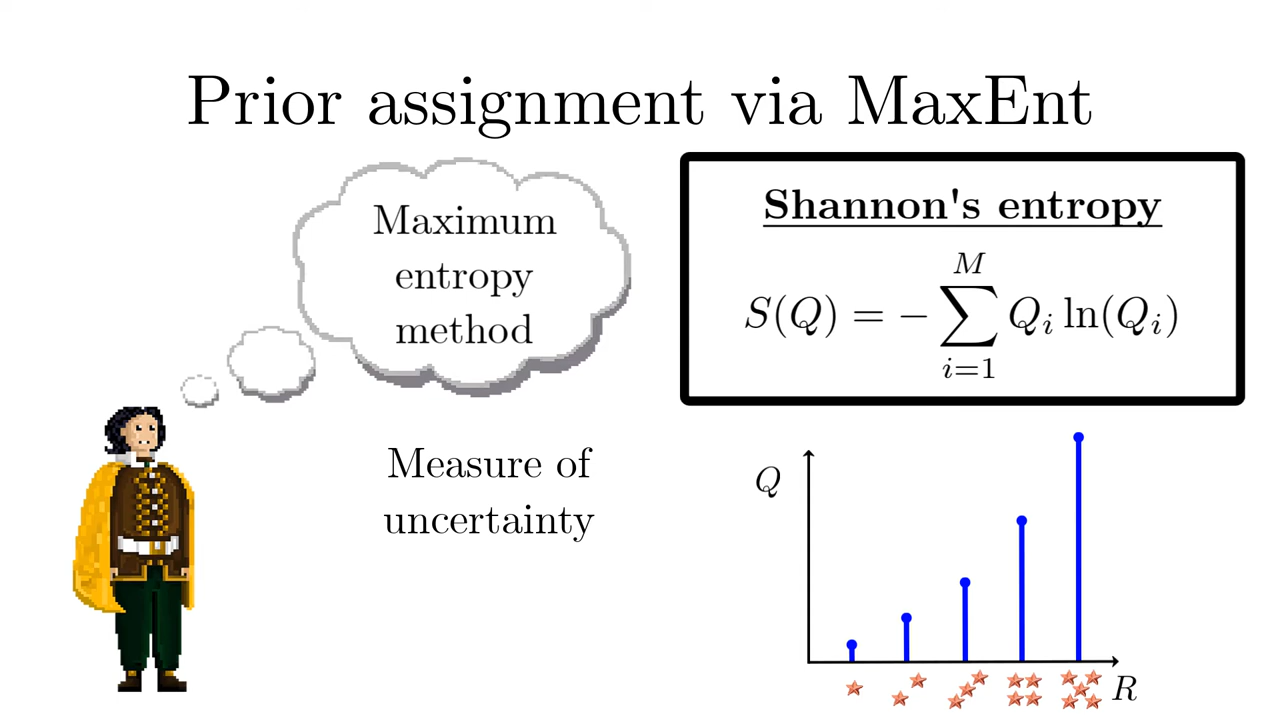 Prior assignment via MaxEnt
Maximum
entropy
method
Shannon's entropy
S(Q) = − ∑_{i=1}^{M} Q_i ln(Q_i)
Measure of
uncertainty
Q
R